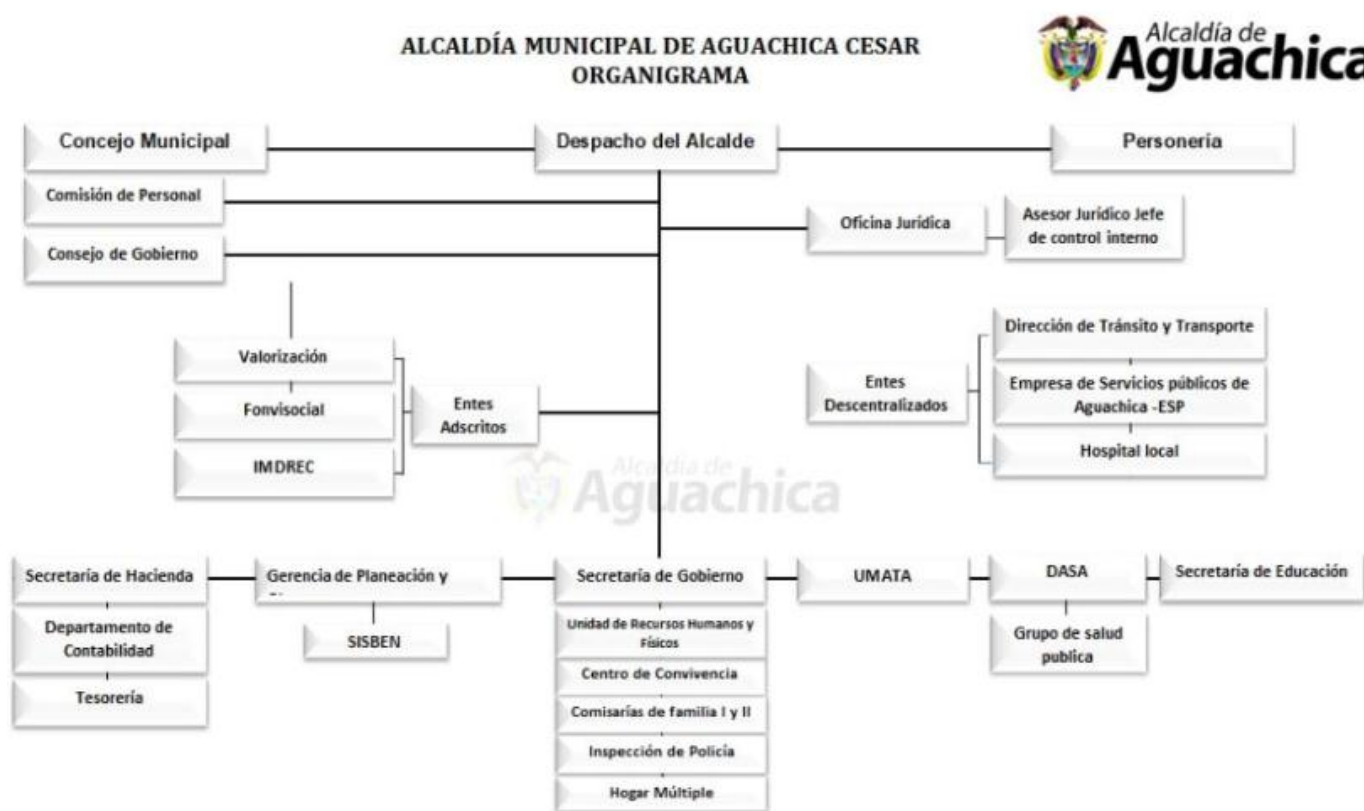 ALCALDÍA MUNICIPAL DE AGUACHICA CESAR
ORGANIGRAMA
Alcaldía de
Aguachica
Concejo Municipal
Despacho del Alcalde
Personería
Comisión de Personal
Consejo de Gobierno
Oficina Jurídica
Asesor Jurídico Jefe
de control interno
Valorización
Fonvisocial
IMDREC
Entes
Adscritos
Entes
Descentralizados
Dirección de Tránsito y Transporte
Empresa de Servicios públicos de
Aguachica -ESP
Hospital local
Alcaldía de
Aguachica
Secretaría de Hacienda
Gerencia de Planeación y
Secretaría de Gobierno
UMATA
DASA
Secretaría de Educación
Departamento de
Contabilidad
Tesorería
SISBEN
Unidad de Recursos Humanos y
Físicos
Centro de Convivencia
Comisarías de familia I y II
Inspección de Policía
Hogar Múltiple
Grupo de salud
publica